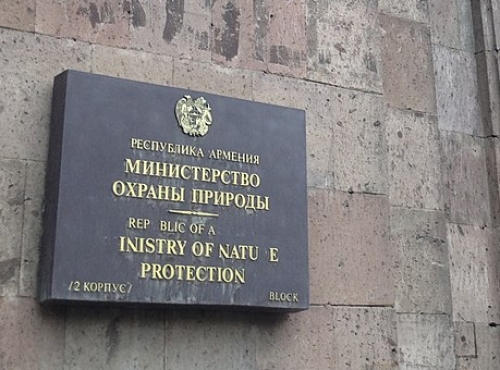 РЕСПУБЛИКА АРМЕНИЯ
МИНИСТЕРСТВО
ОХРАНЫ ПРИРОДЫ
REP BLIC OF A
INISTRY OF NATU E
PROTECTION
/2 КОРПУС/ BLOCK